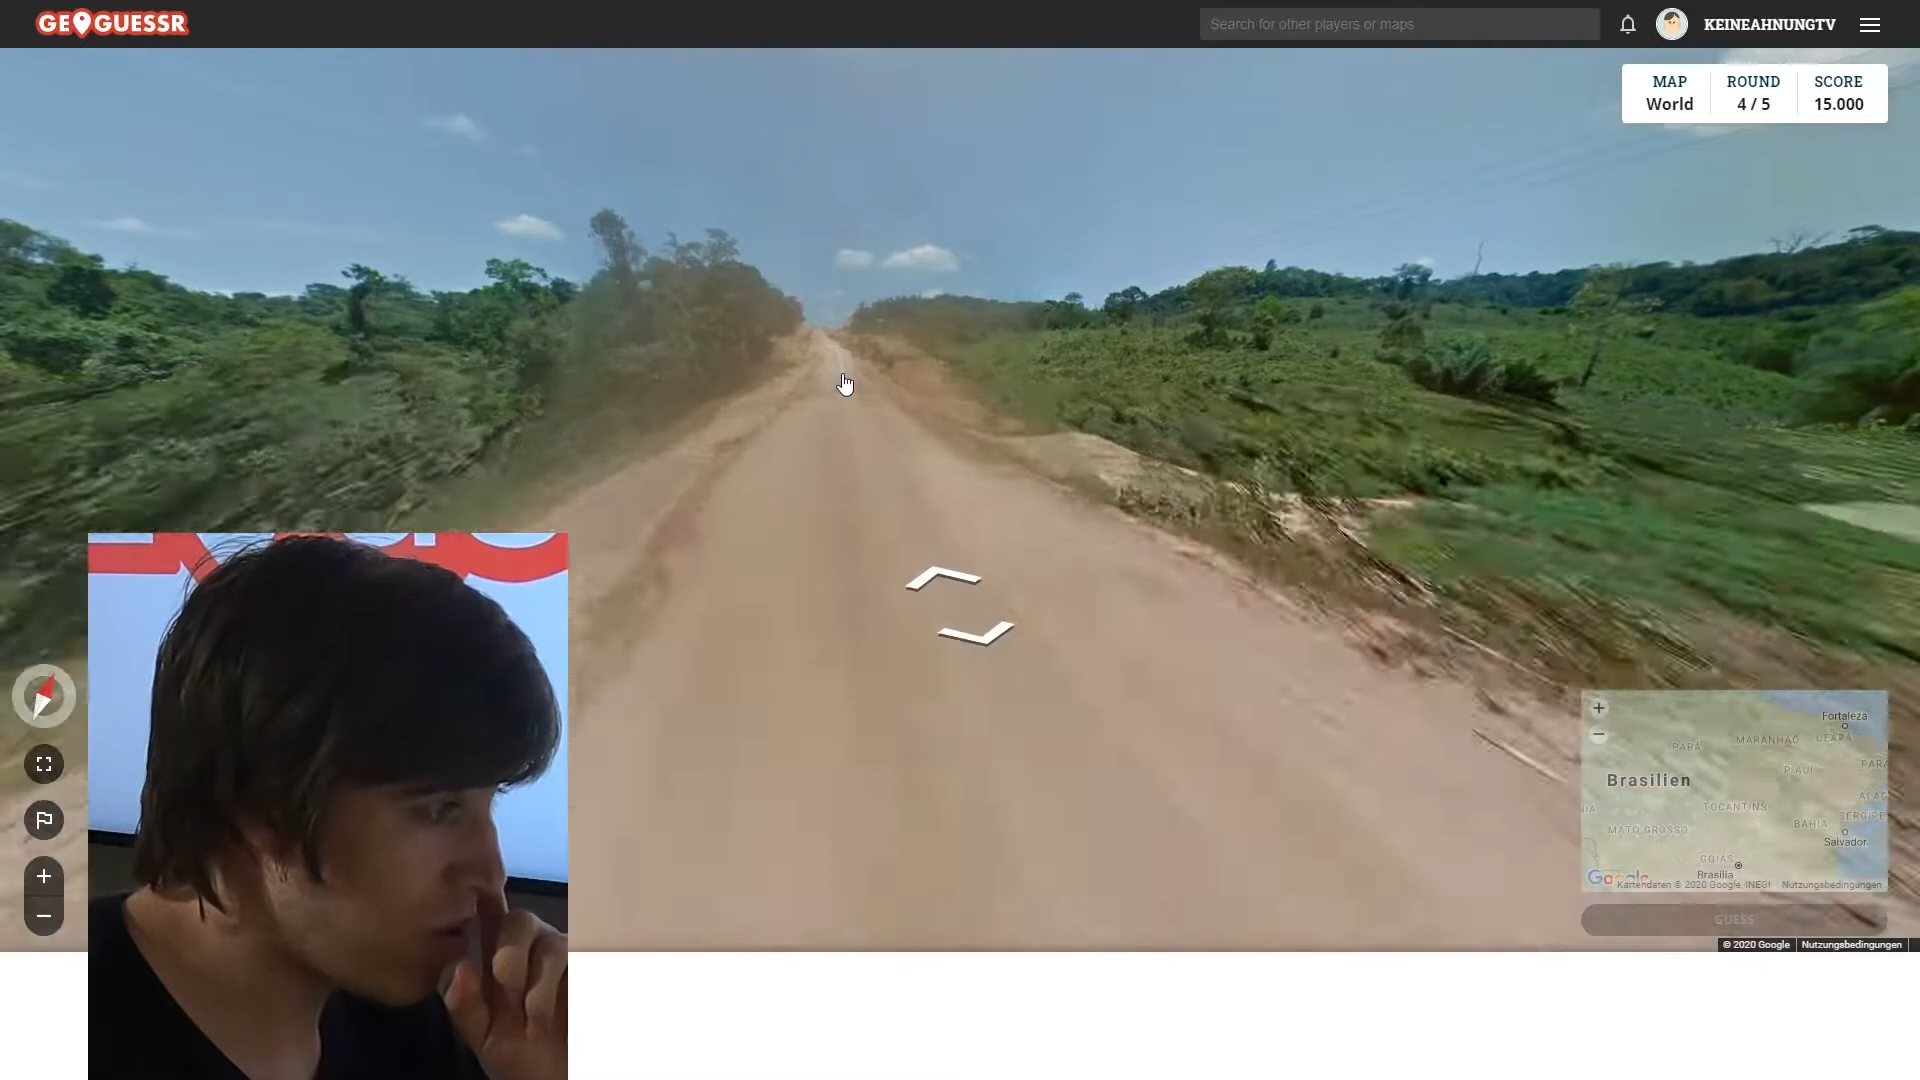 GEOGUESSR
Search for other players or maps
KEINEAHNUNGTV
MAP
World
ROUND
4 / 5
SCORE
15.000
Fortaleza
PARÁ
MARANHÃO
CEARÁ
PIAUÍ
Brasilien
TOCANTINS
SERGIPE
MATO GROSSO
BAHIA
Salvador
GOIÁS
Brasília
Google
Kartendaten © 2020 Google, INEGI
Nutzungsbedingungen
GUESS
© 2020 Google
Nutzungsbedingungen